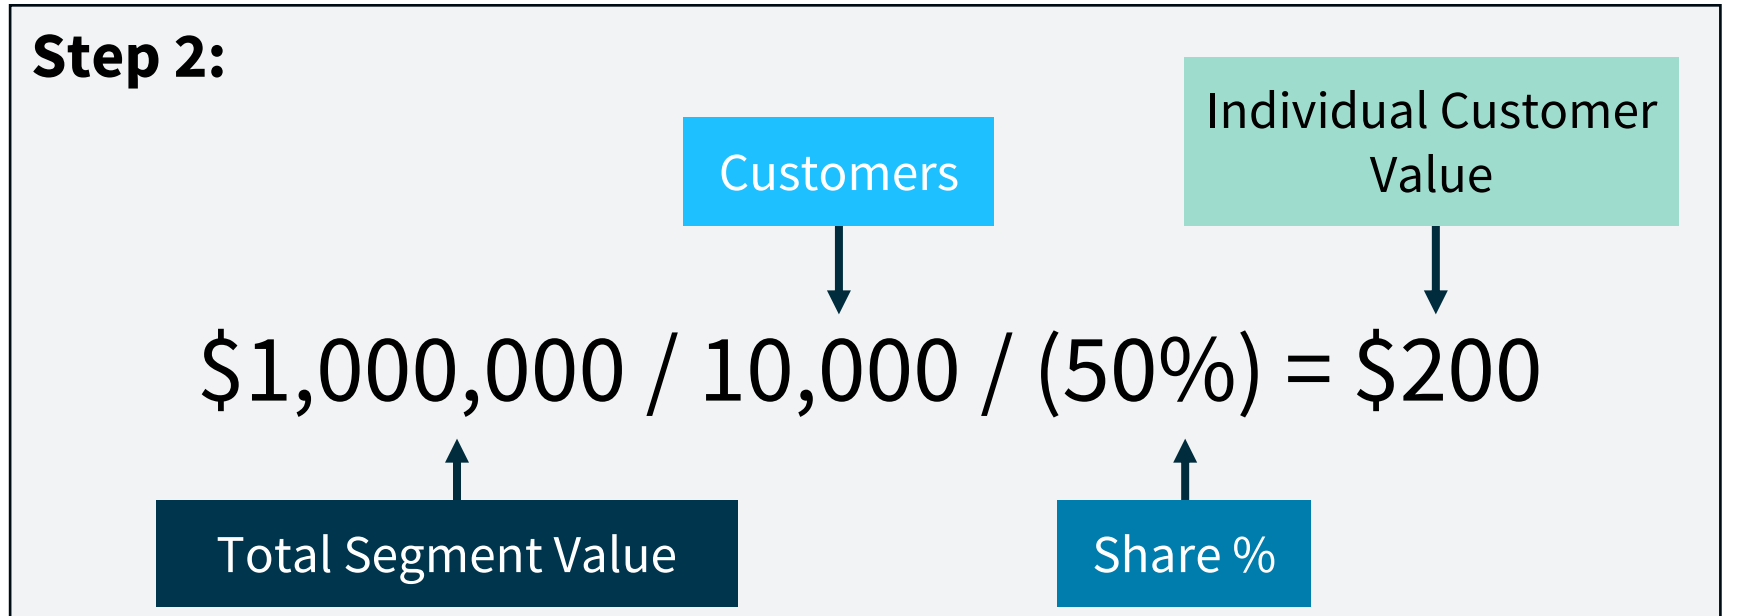 Step 2:
Individual Customer
Value
Customers
$1,000,000 / 10,000 / (50%) = $200
Total Segment Value
Share %